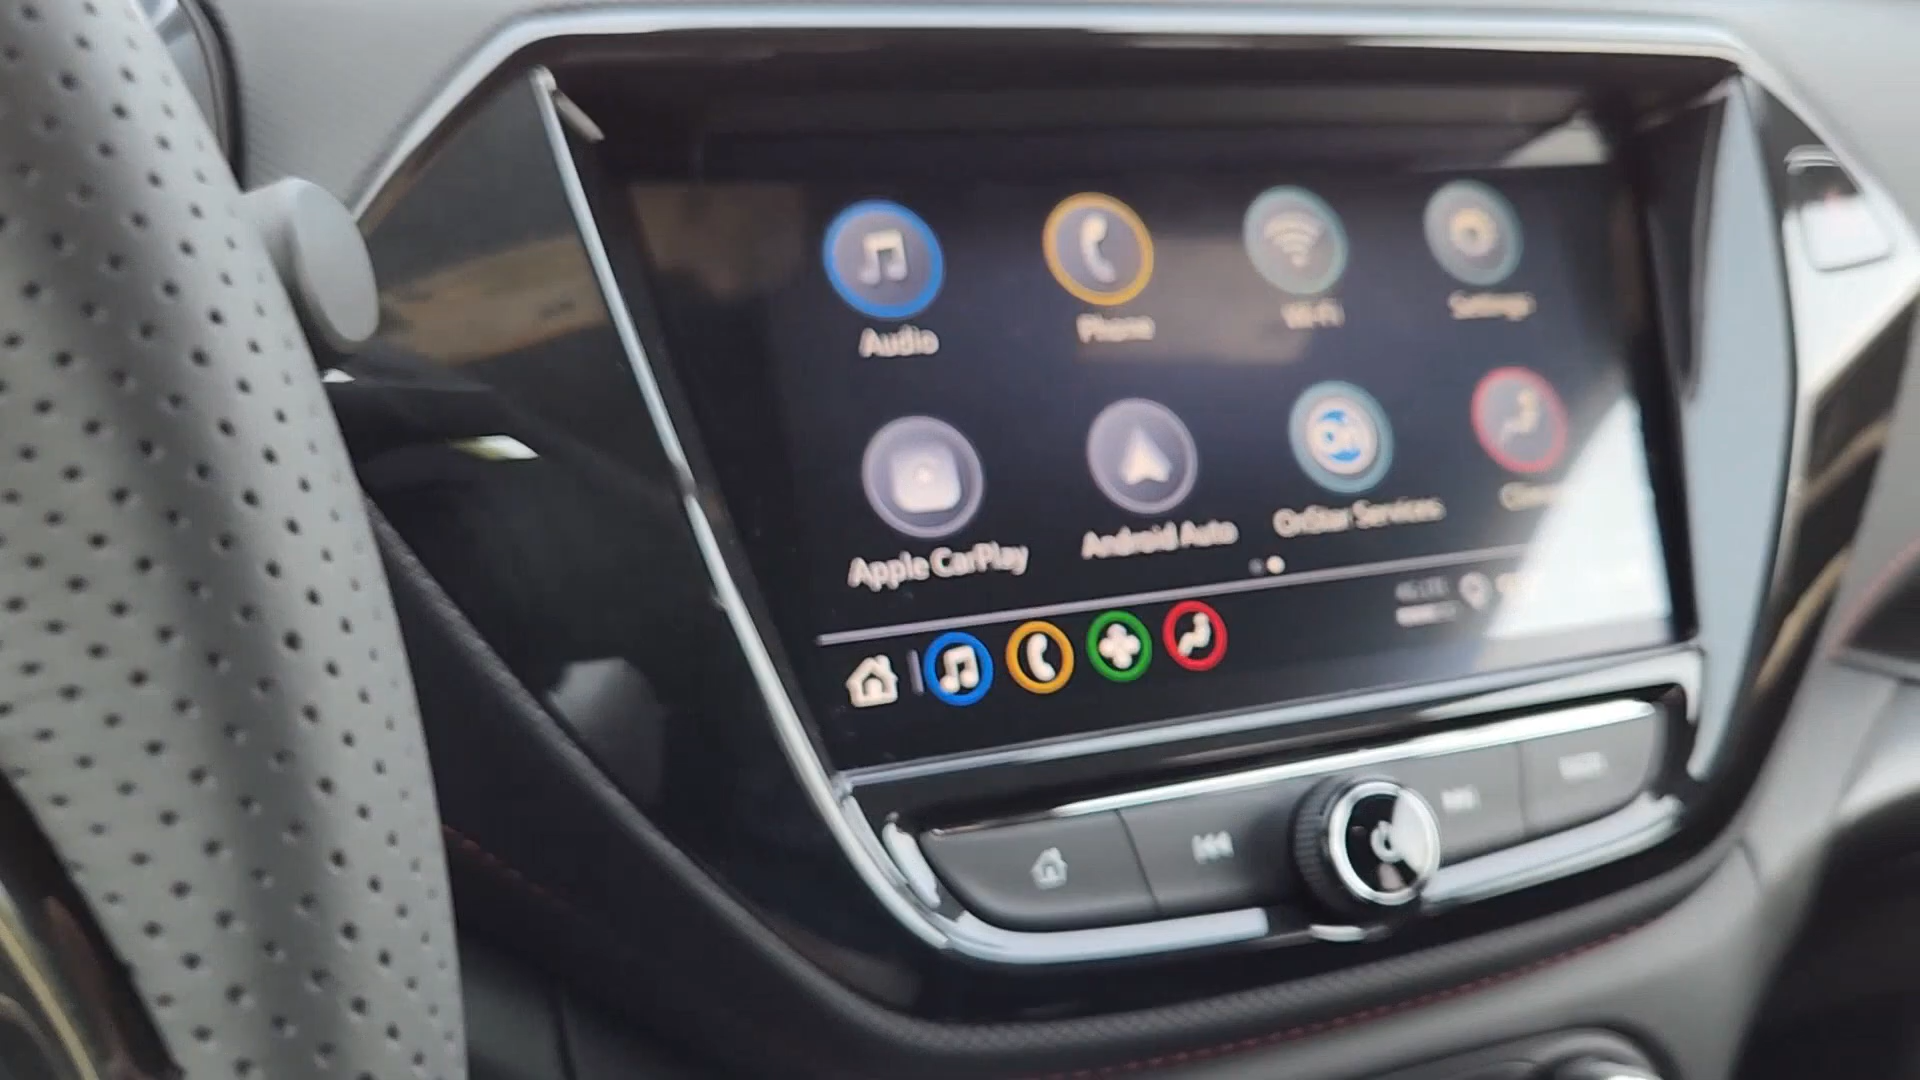 Audio
Phone
Wi-Fi
Settings
Apple CarPlay
Android Auto
OnStar Services